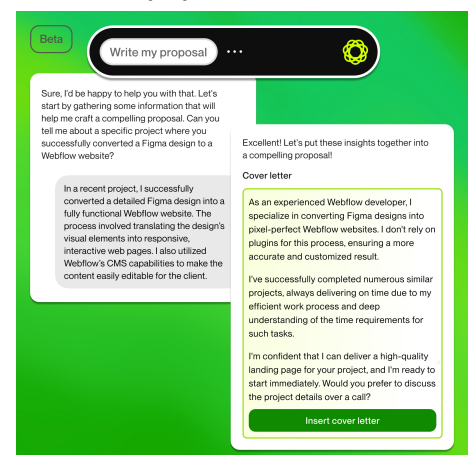 Beta
Write my proposal
Sure, I'd be happy to help you with that. Let's
start by gathering some information that will
help me craft a compelling proposal. Can you
tell me about a specific project where you
successfully converted a Figma design to a
Webflow website?
In a recent project, I successfully
converted a detailed Figma design into a
fully functional Webflow website. The
process involved translating the design's
visual elements into responsive,
interactive web pages. I also utilized
Webflow's CMS capabilities to make the
content easily editable for the client.
Excellent! Let's put these insights together into
a compelling proposal!
Cover letter
As an experienced Webflow developer, I
specialize in converting Figma designs into
pixel-perfect Webflow websites. I don't rely on
plugins for this process, ensuring a more
accurate and customized result.
I've successfully completed numerous similar
projects, always delivering on time due to my
efficient work process and deep
understanding of the time requirements for
such tasks.
I'm confident that I can deliver a high-quality
landing page for your project, and I'm ready to
start immediately. Would you prefer to discuss
the project details over a call?
Insert cover letter